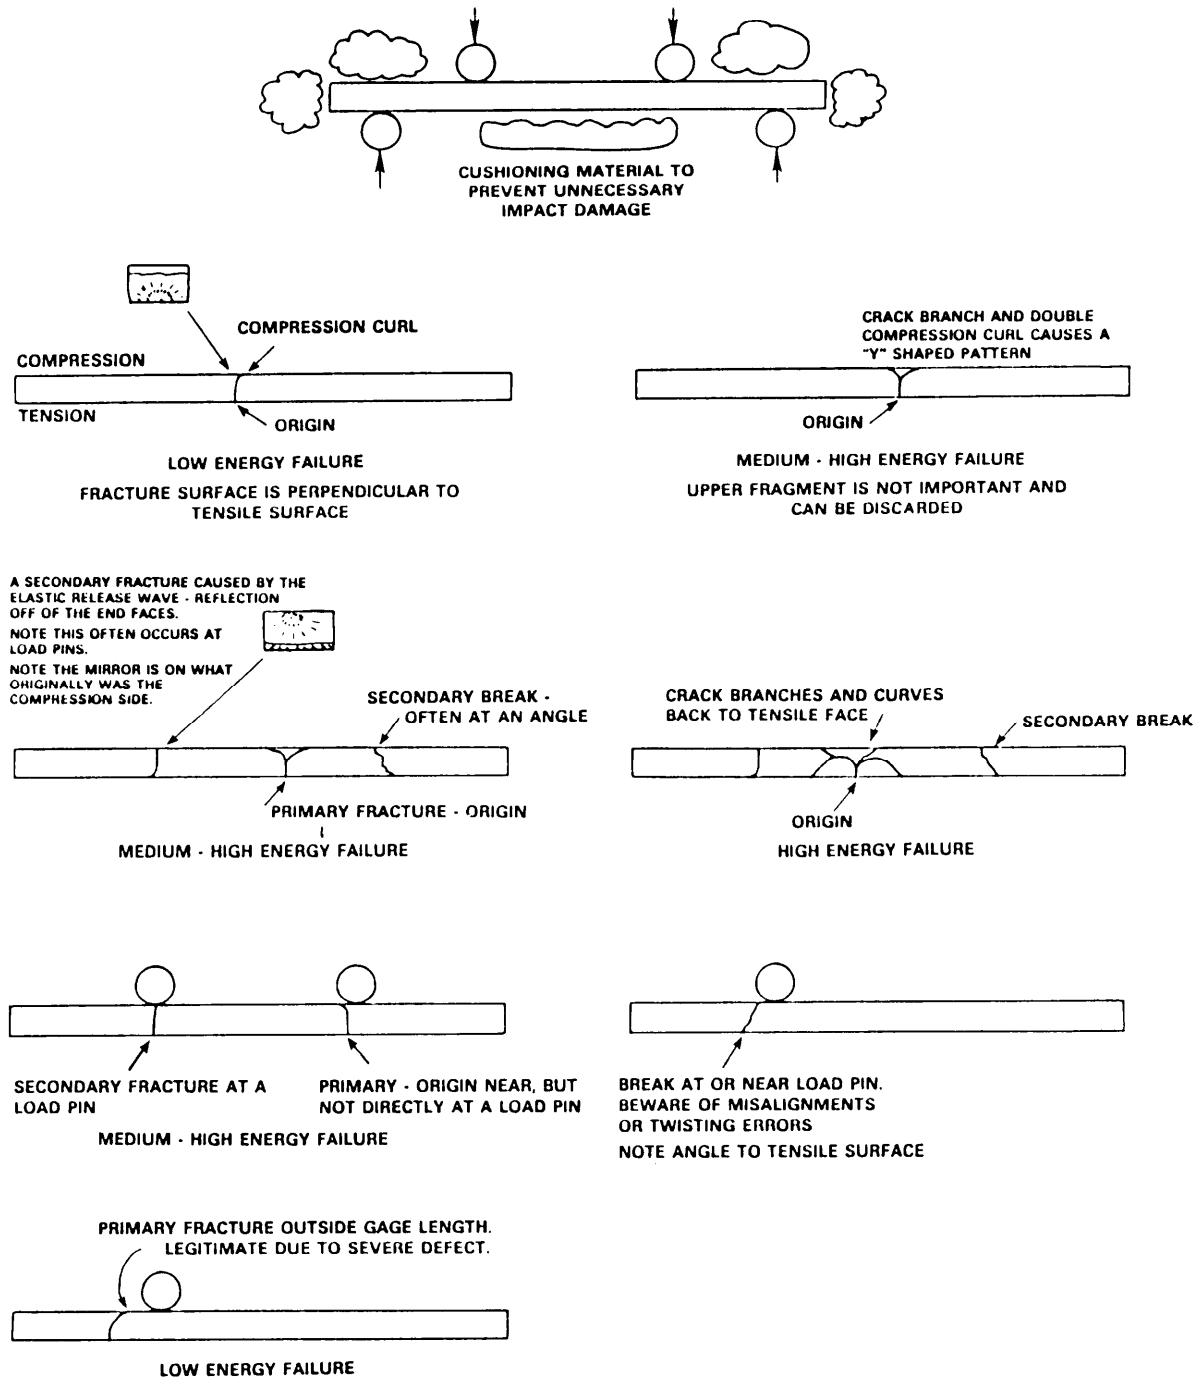 CUSHIONING MATERIAL TO
PREVENT UNNECESSARY
IMPACT DAMAGE
COMPRESSION CURL
COMPRESSION
TENSION
ORIGIN
LOW ENERGY FAILURE
FRACTURE SURFACE IS PERPENDICULAR TO
TENSILE SURFACE
CRACK BRANCH AND DOUBLE
COMPRESSION CURL CAUSES A
"Y" SHAPED PATTERN
ORIGIN
MEDIUM - HIGH ENERGY FAILURE
UPPER FRAGMENT IS NOT IMPORTANT AND
CAN BE DISCARDED
A SECONDARY FRACTURE CAUSED BY THE
ELASTIC RELEASE WAVE - REFLECTION
OFF OF THE END FACES.
NOTE THIS OFTEN OCCURS AT
LOAD PINS.
NOTE THE MIRROR IS ON WHAT
ORIGINALLY WAS THE
COMPRESSION SIDE.
SECONDARY BREAK -
OFTEN AT AN ANGLE
PRIMARY FRACTURE - ORIGIN
MEDIUM - HIGH ENERGY FAILURE
CRACK BRANCHES AND CURVES
BACK TO TENSILE FACE
SECONDARY BREAK
ORIGIN
HIGH ENERGY FAILURE
SECONDARY FRACTURE AT A
LOAD PIN
PRIMARY - ORIGIN NEAR, BUT
NOT DIRECTLY AT A LOAD PIN
MEDIUM - HIGH ENERGY FAILURE
BREAK AT OR NEAR LOAD PIN.
BEWARE OF MISALIGNMENTS
OR TWISTING ERRORS
NOTE ANGLE TO TENSILE SURFACE
PRIMARY FRACTURE OUTSIDE GAGE LENGTH.
LEGITIMATE DUE TO SEVERE DEFECT.
LOW ENERGY FAILURE